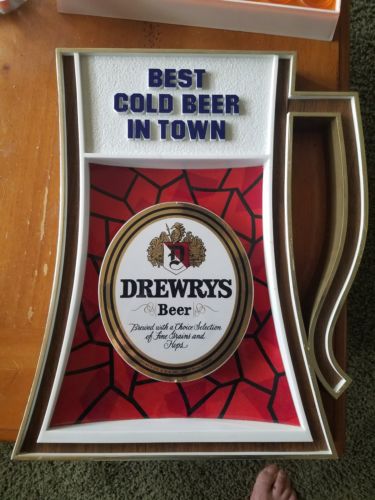 BEST
COLD BEER
IN TOWN
D
DREWRYS
Beer
Brewed with a Choice Selection
of Fine Grains and
Hops